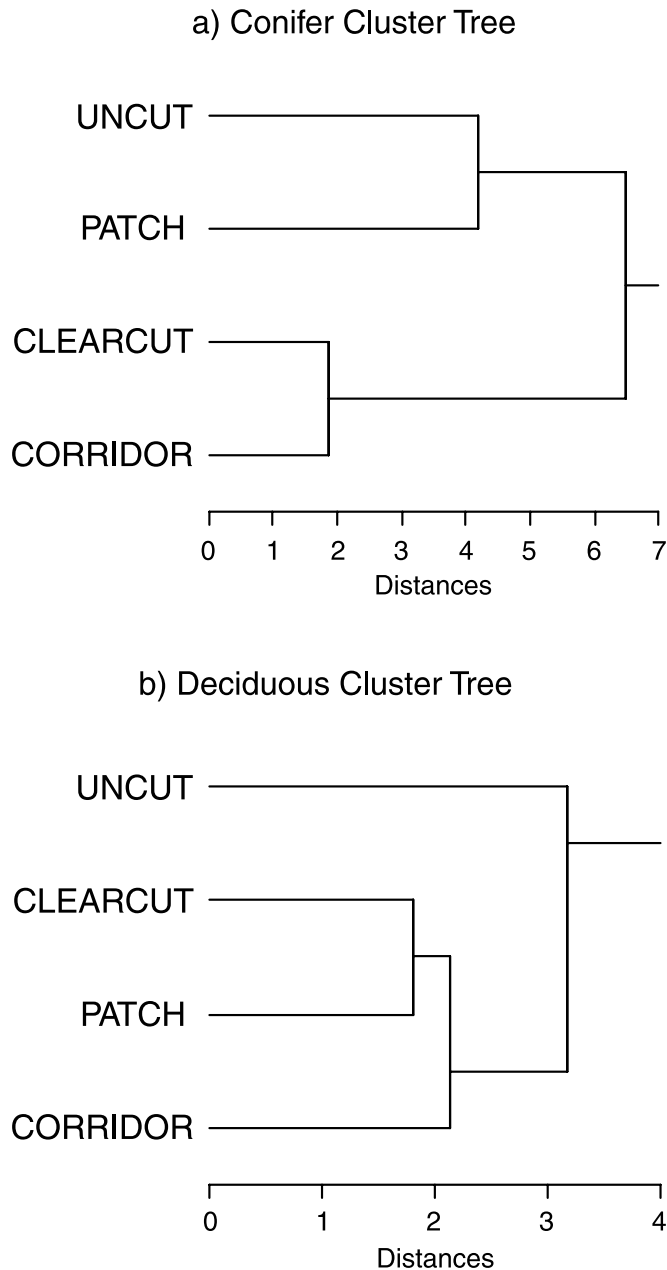 a) Conifer Cluster Tree
UNCUT
PATCH
CLEARCUT
CORRIDOR
0 1 2 3 4 5 6 7
Distances
b) Deciduous Cluster Tree
UNCUT
CLEARCUT
PATCH
CORRIDOR
0 1 2 3 4
Distances